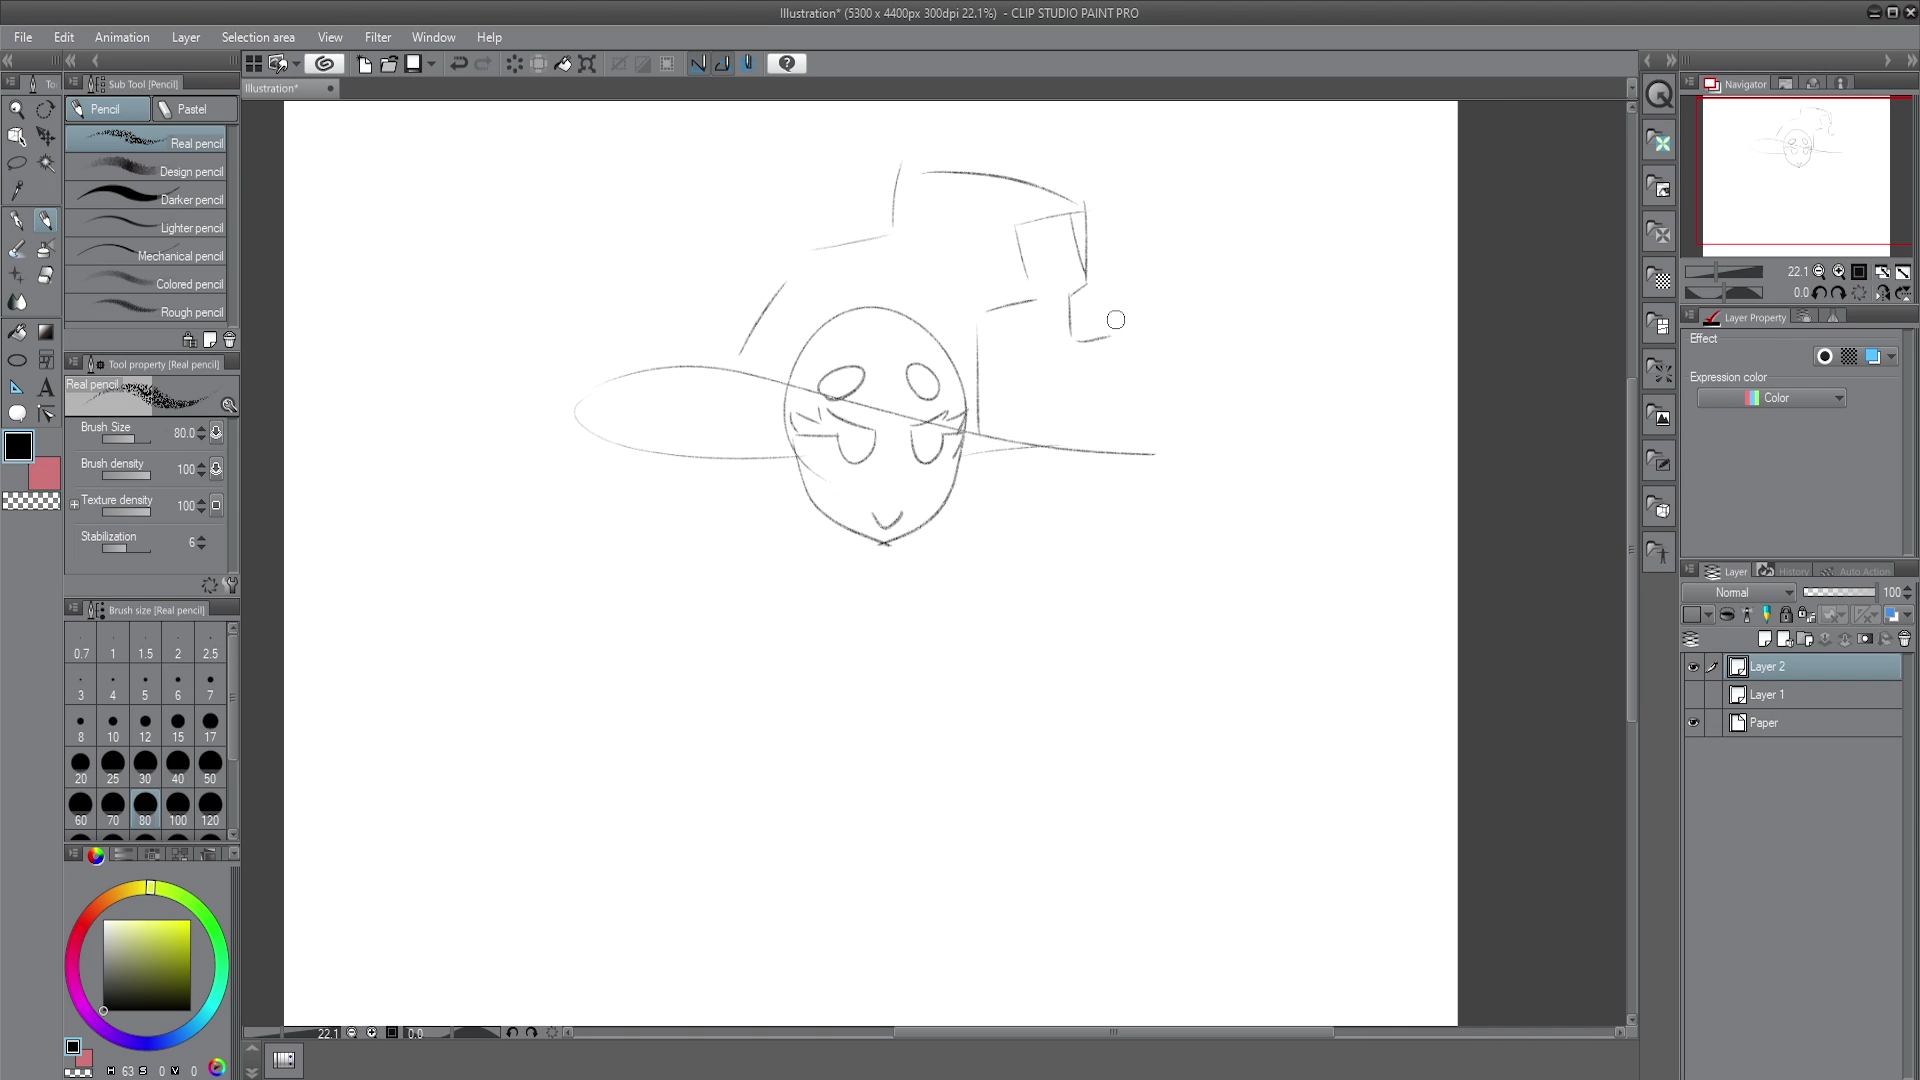 Illustration* (5300 x 4400px 300dpi 22.1%) - CLIP STUDIO PAINT PRO
File Edit Animation Layer Selection area View Filter Window Help
To
Sub Tool [Pencil]
Illustration*
Navigator
Pencil
Pastel
Real pencil
Design pencil
Darker pencil
Lighter pencil
Mechanical pencil
Colored pencil
Rough pencil
Tool property [Real pencil]
Real pencil
Brush Size 80.0
Brush density 100
Texture density 100
Stabilization 6
Brush size [Real pencil]
0.7 1 1.5 2 2.5
3 4 5 6 7
8 10 12 15 17
20 25 30 40 50
60 70 80 100 120
H 63 S 0 V 0
22.1 0.0
22.1
0.0
Layer Property
Effect
Expression color
Color
Layer History Auto Action
Normal 100
Layer 2
Layer 1
Paper